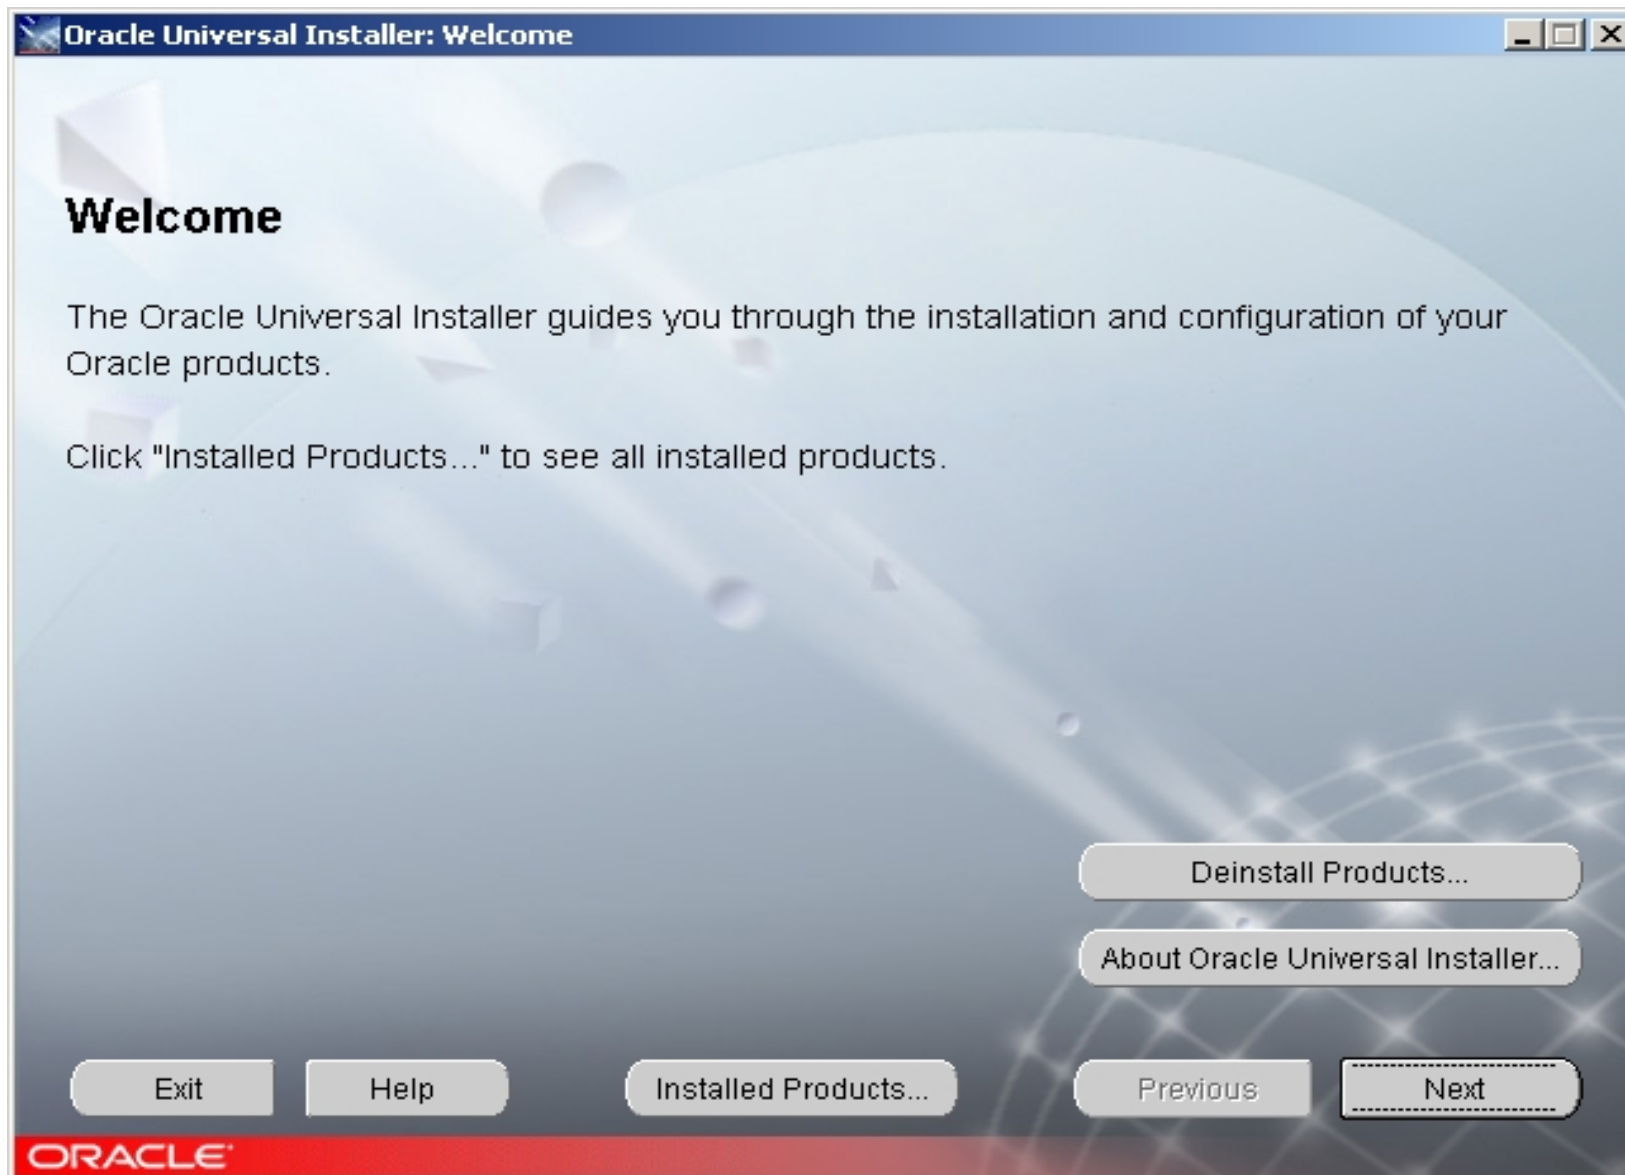 Oracle Universal Installer: Welcome
Welcome
The Oracle Universal Installer guides you through the installation and configuration of your
Oracle products.
Click "Installed Products..." to see all installed products.
Deinstall Products...
About Oracle Universal Installer...
Exit
Help
Installed Products...
Previous
Next
ORACLE